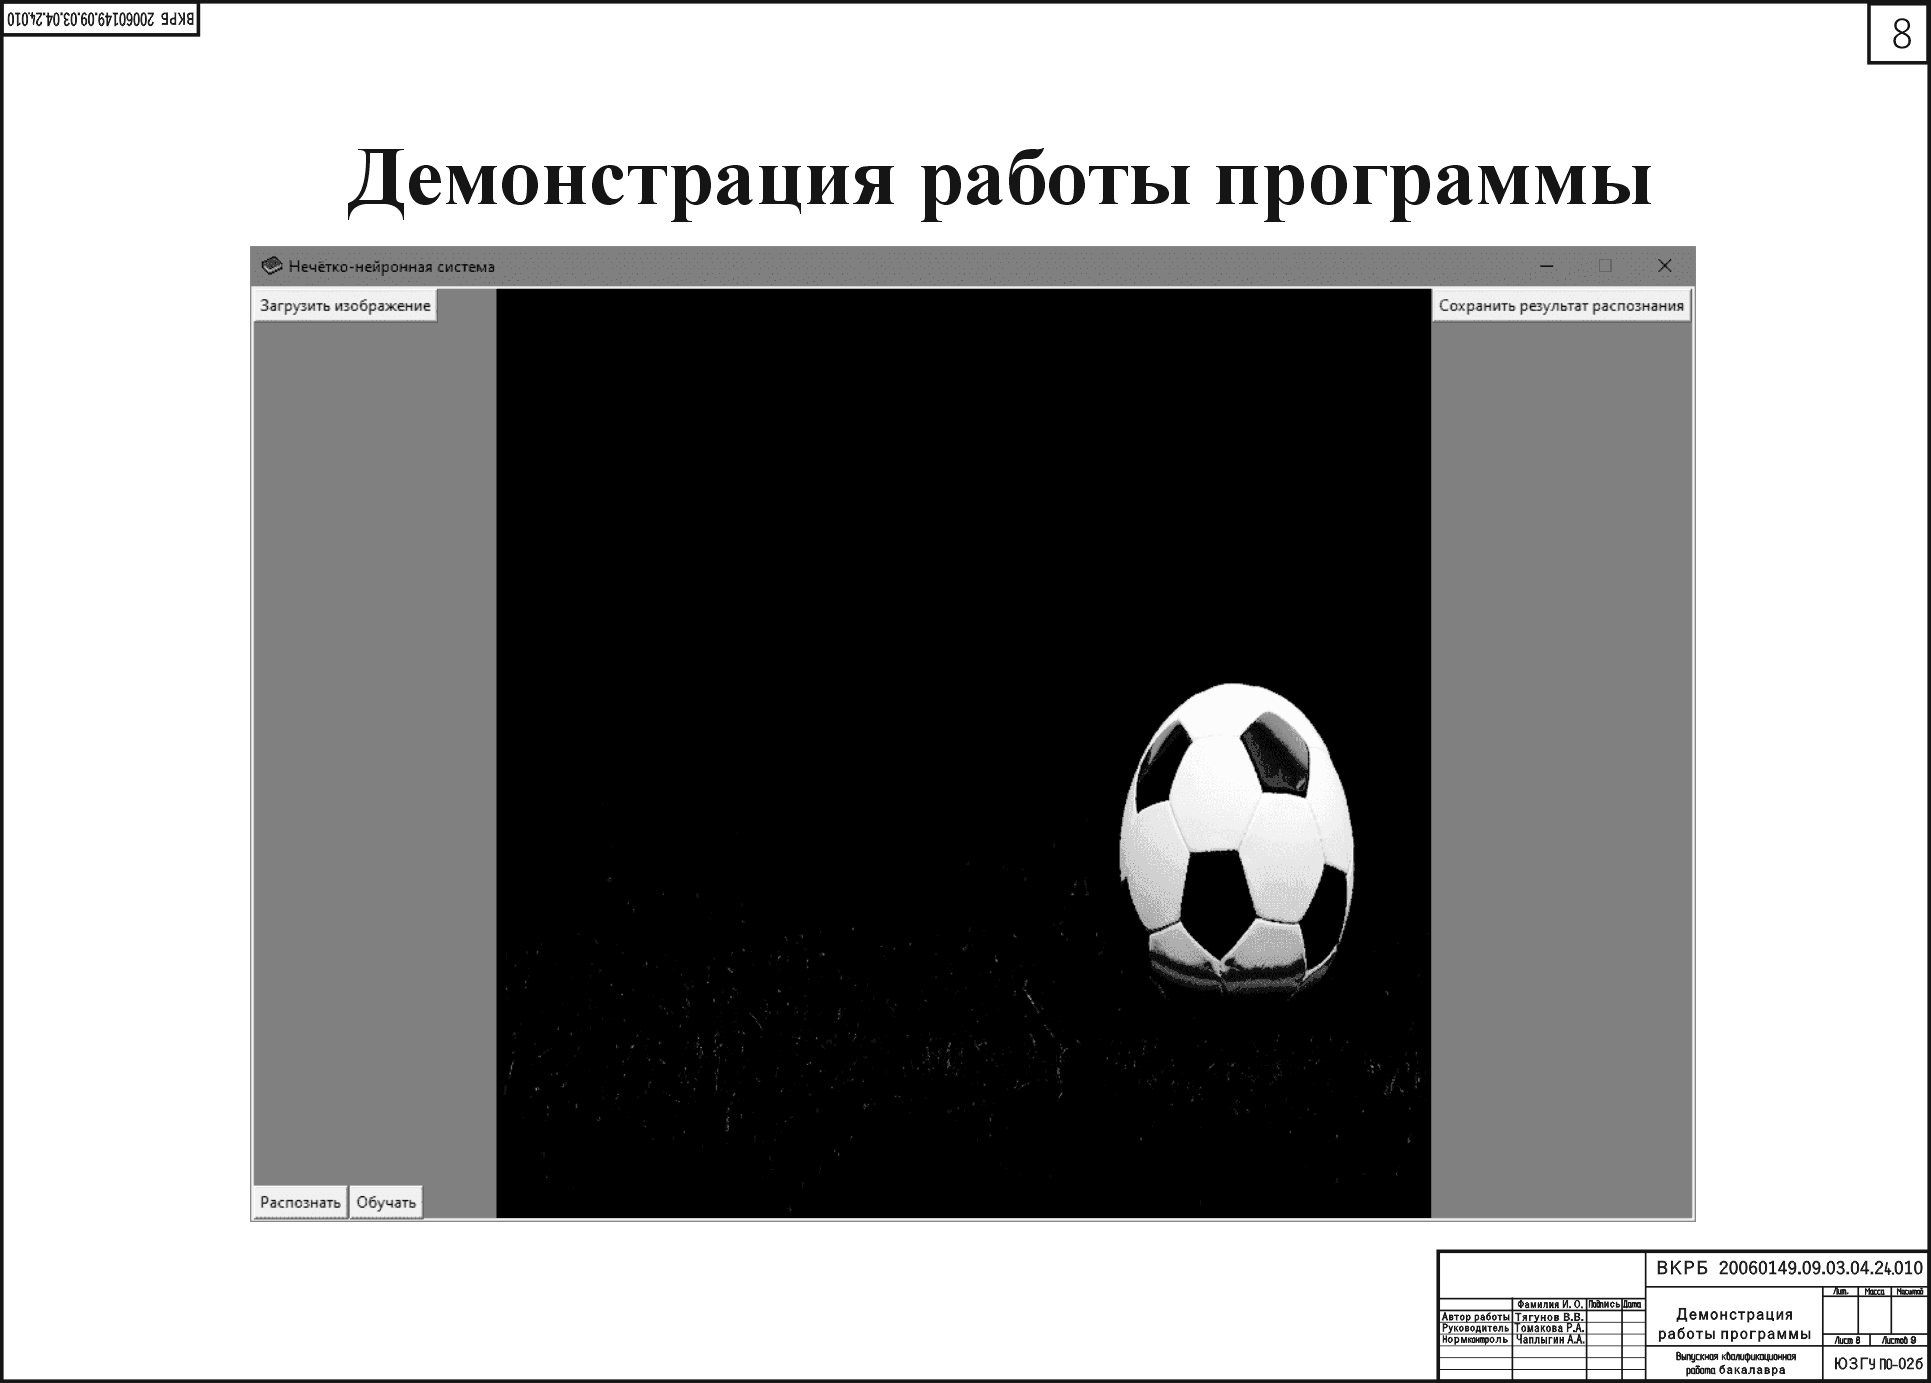 ВКРБ 20060149.09.03.04.24.010
8
Демонстрация работы программы
Нечётко-нейронная система
Загрузить изображение
Сохранить результат распознания
Распознать Обучать
ВКРБ 20060149.09.03.04.24.010
Фамилия И. О. Подпись Дата
Автор работы Тягунов В.В.
Руководитель Томакова Р.А.
Нормконтроль Чаплыгин А.А.
Демонстрация
работы программы
Лит. Масса Масштаб
Лист 8 Листов 9
Выпускная квалификационная
работа бакалавра
ЮЗГУ ПО-02б